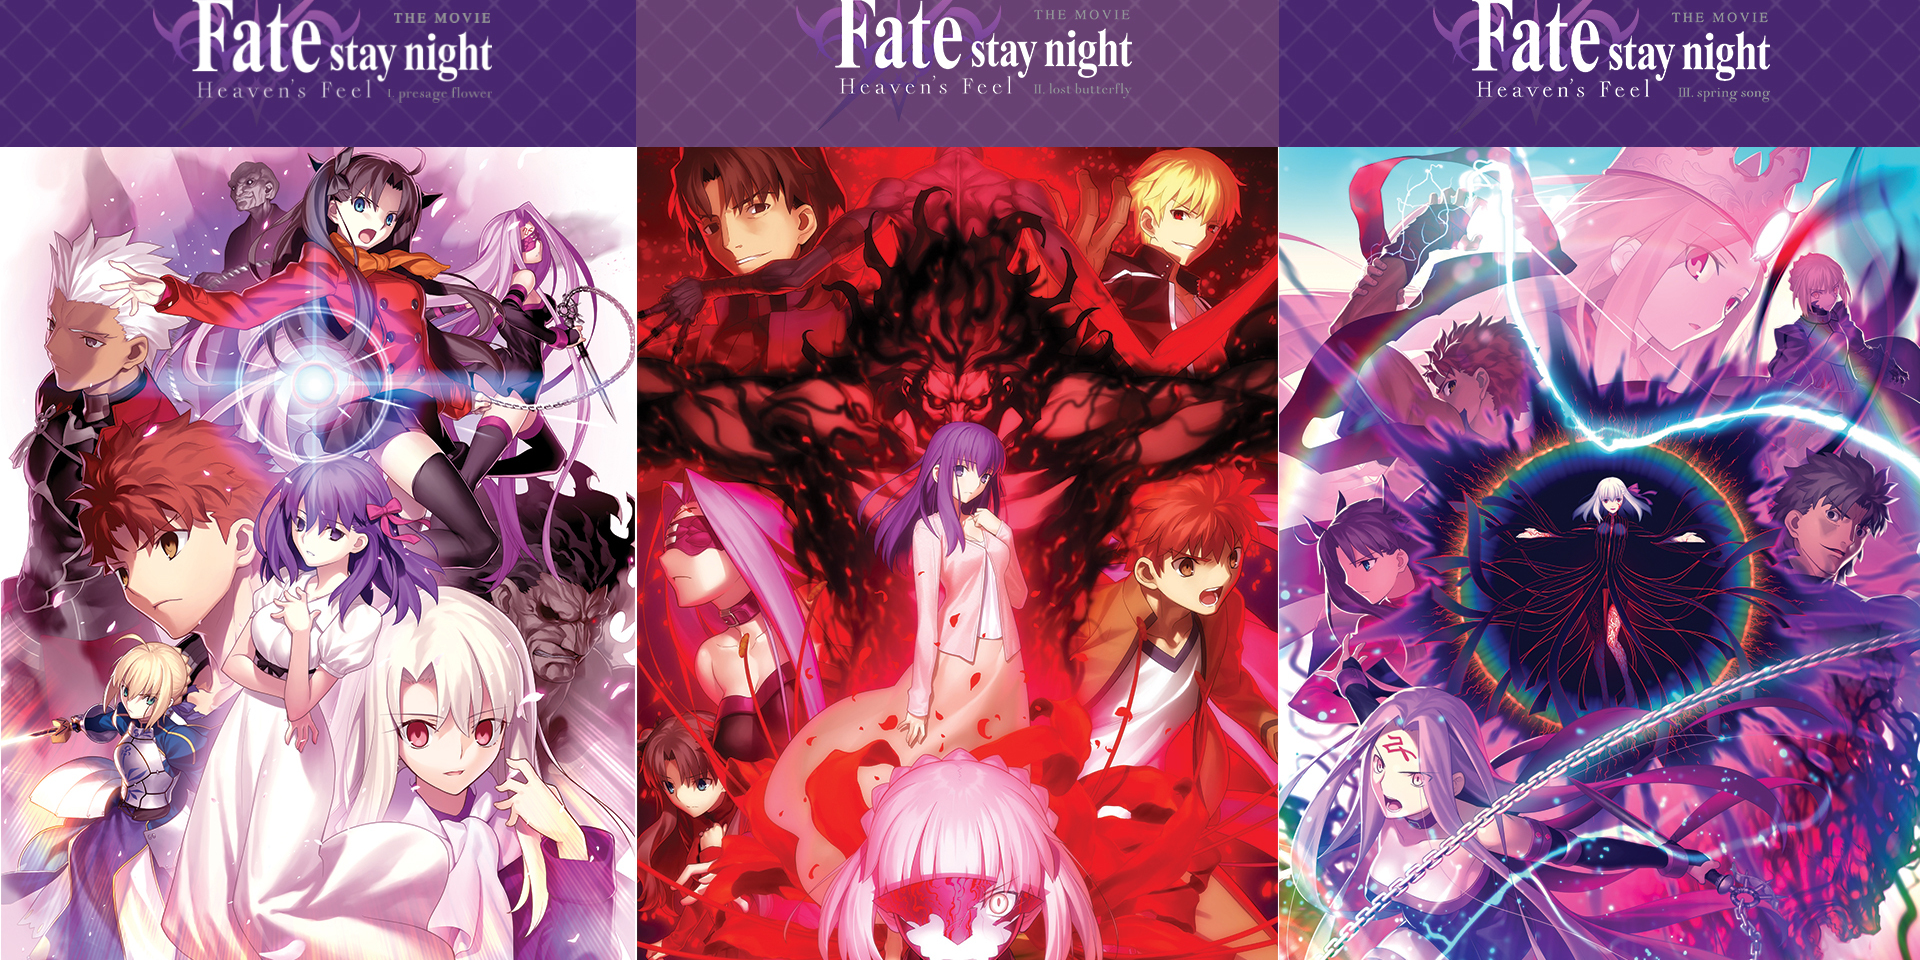 THE MOVIE
Fate stay night
Heaven's Feel I. presage flower
THE MOVIE
Fate stay night
Heaven's Feel II. lost butterfly
THE MOVIE
Fate stay night
Heaven's Feel III. spring song